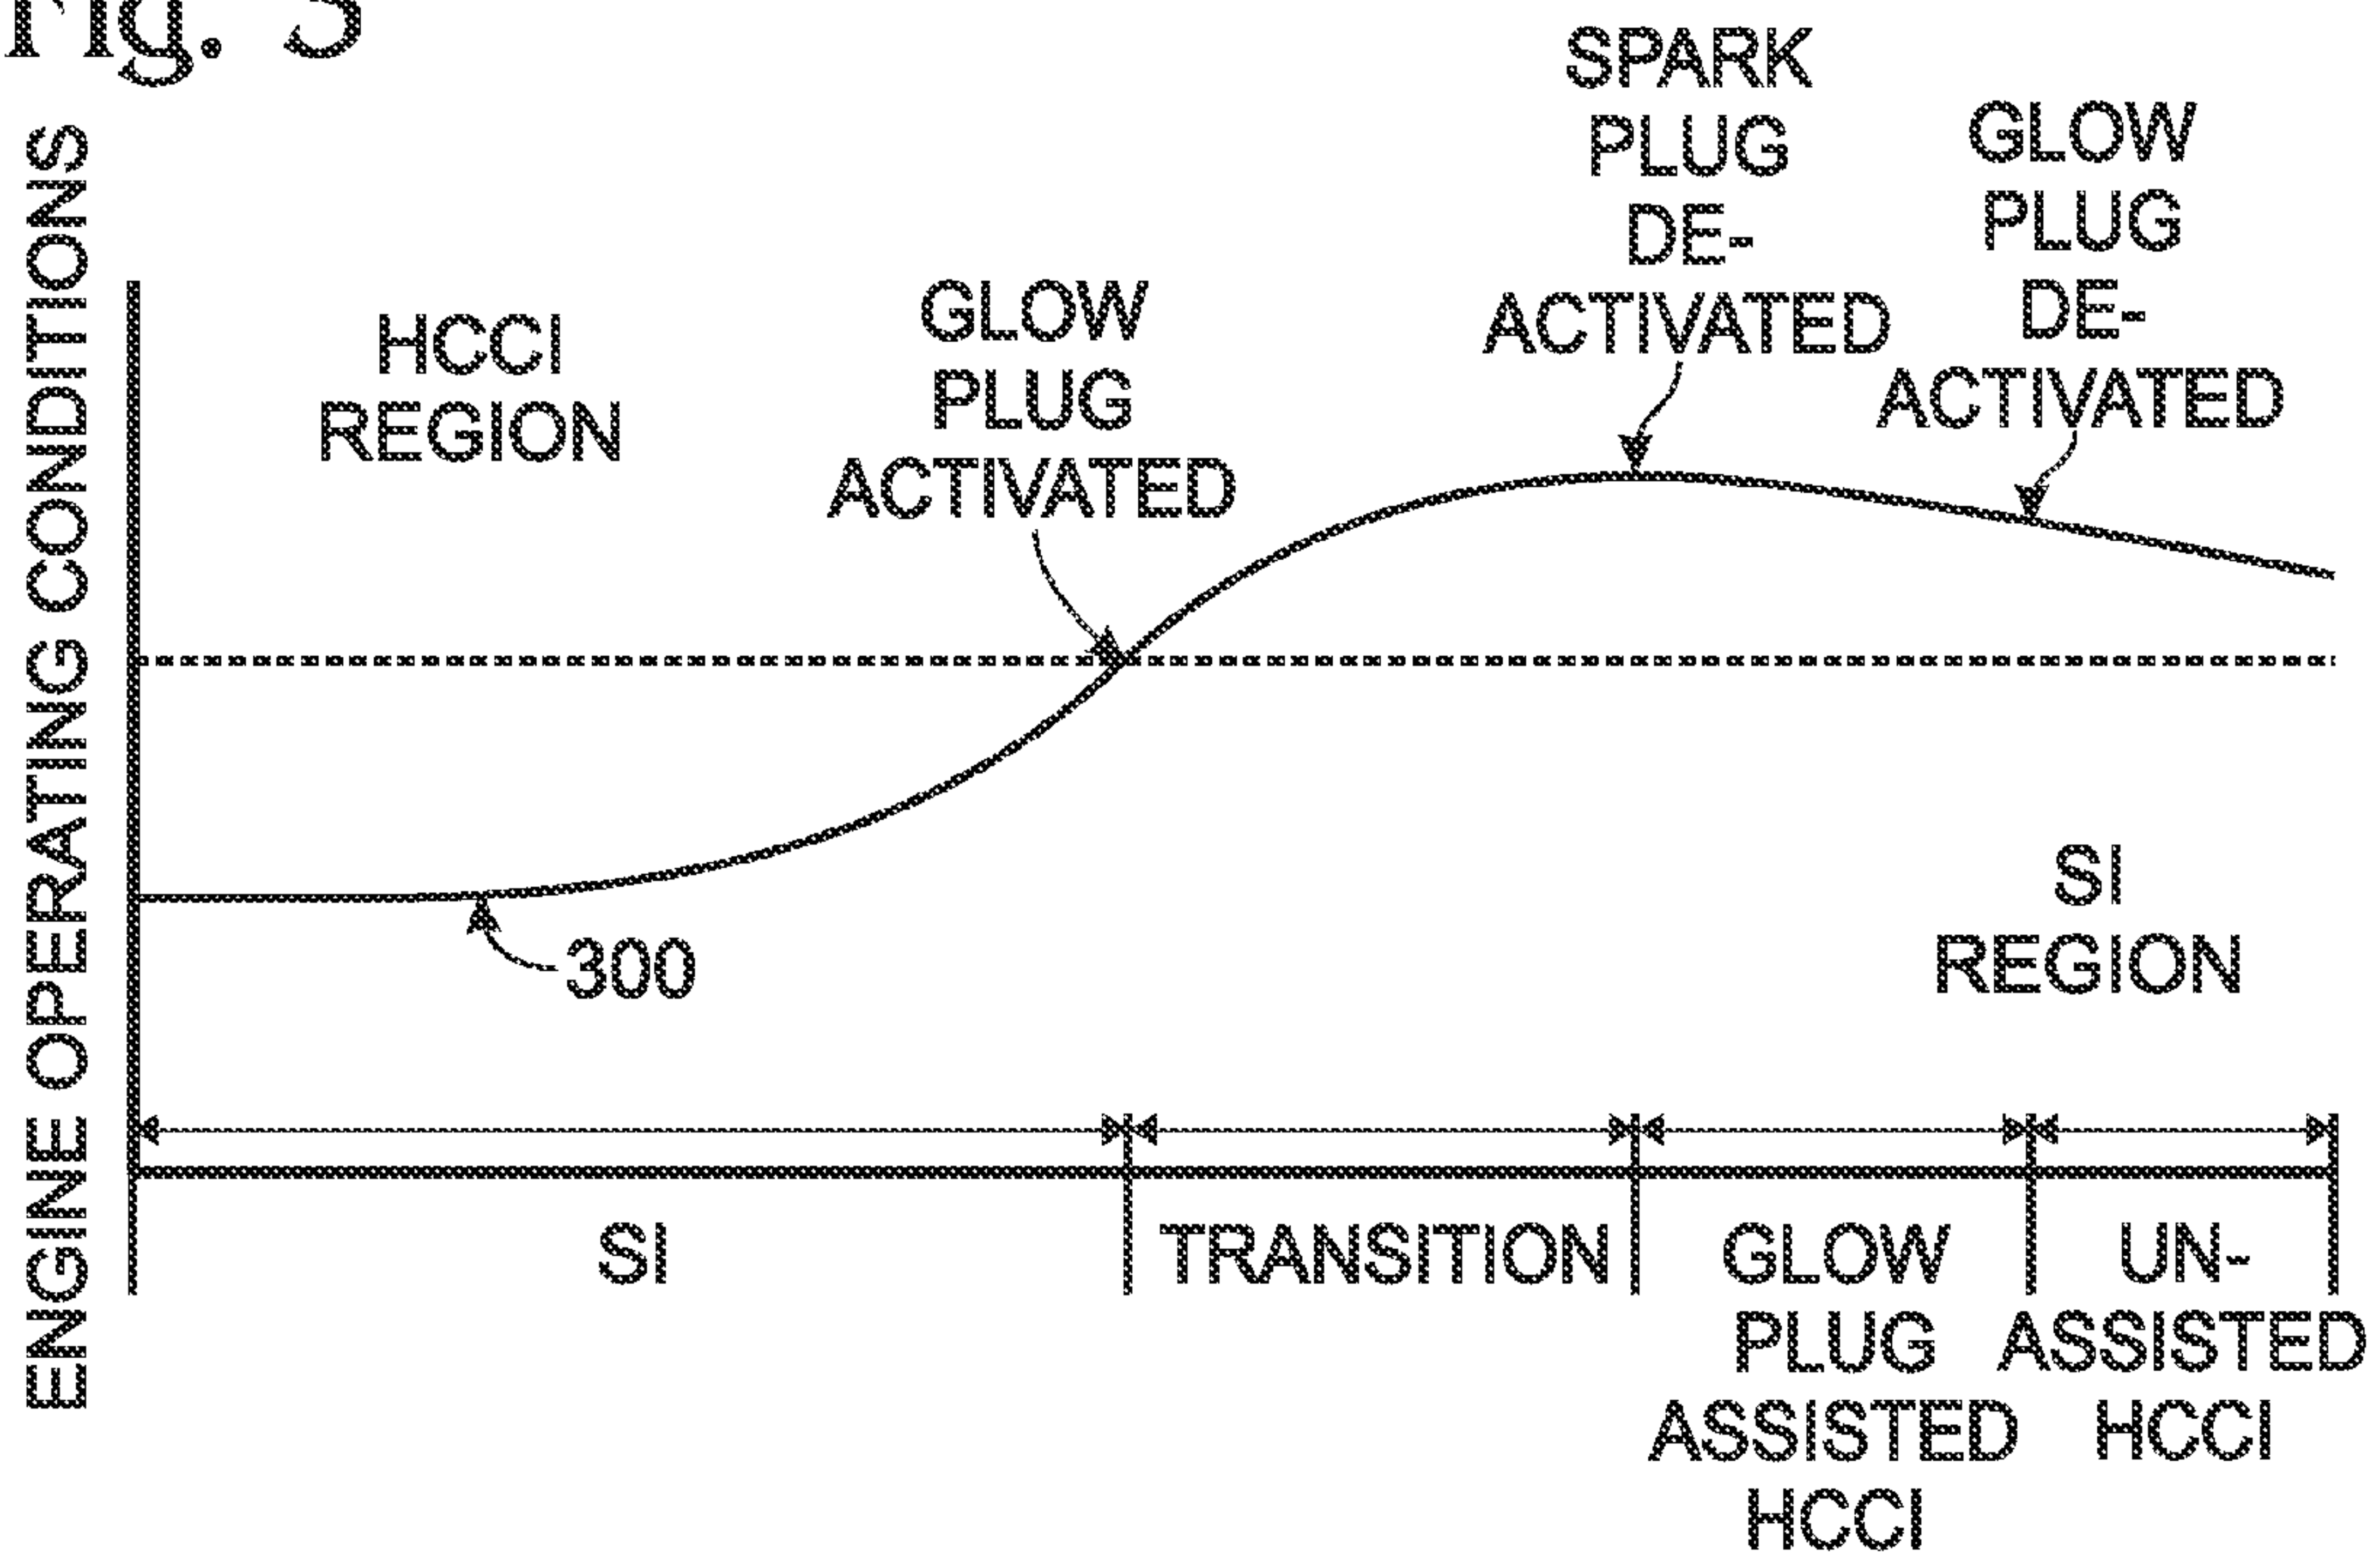 Fig. 3
ENGINE OPERATING CONDITIONS
HCCI
REGION
GLOW
PLUG
ACTIVATED
SPARK
PLUG
DE-
ACTIVATED
GLOW
PLUG
DE-
ACTIVATED
300
SI
REGION
SI
TRANSITION
GLOW
PLUG
ASSISTED
HCCI
UN-
ASSISTED
HCCI